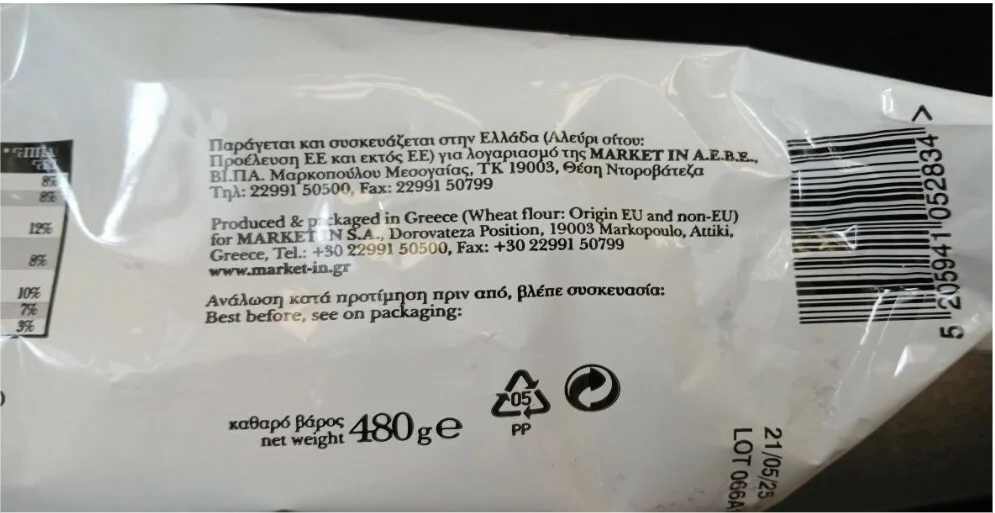 8%
8%
12%
8%
10%
7%
3%
Παράγεται και συσκευάζεται στην Ελλάδα (Αλεύρι σίτου:
Προέλευση ΕΕ και εκτός ΕΕ) για λογαριασμό της MARKET IN A.E.B.E.,
ΒΙ.ΠΑ. Μαρκοπούλου Μεσογαίας, ΤΚ 19003, Θέση Ντοροβάτεζα
Τηλ: 22991 50500, Fax: 22991 50799
Produced & packaged in Greece (Wheat flour: Origin EU and non-EU)
for MARKET IN S.A., Dorovateza Position, 19003 Markopoulo, Attiki,
Greece, Tel.: +30 22991 50500, Fax: +30 22991 50799
www.market-in.gr
Ανάλωση κατά προτίμηση πριν από, βλέπε συσκευασία:
Best before, see on packaging:
καθαρό βάρος
net weight 480g℮
05
PP
5 205941 052834 >
21/05/25
LOT 066A